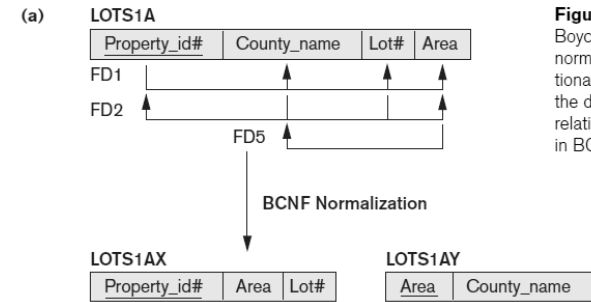 (a)
LOTS1A
Property_id# County_name Lot# Area
FD1
FD2
FD5
BCNF Normalization
LOTS1AX
Property_id# Area Lot#
LOTS1AY
Area County_name
Figu
Boyc
norm
tiona
the d
relati
in BC